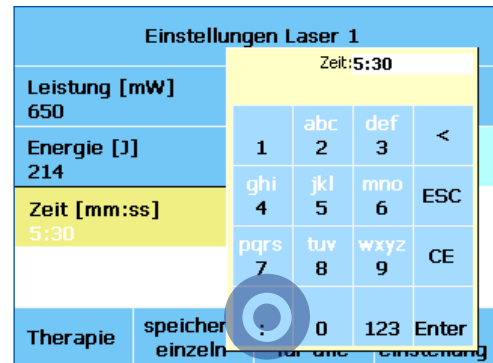 Einstellungen Laser 1
Zeit:5:30
Leistung [mW]
650
Energie [J]
214
Zeit [mm:ss]
5:30
abc def
1 2 3 <
ghi jkl mno
4 5 6 ESC
pqrs tuv wxyz
7 8 9 CE
: 0 123 Enter
Therapie
speicher
einzeln
für alle
einstellung